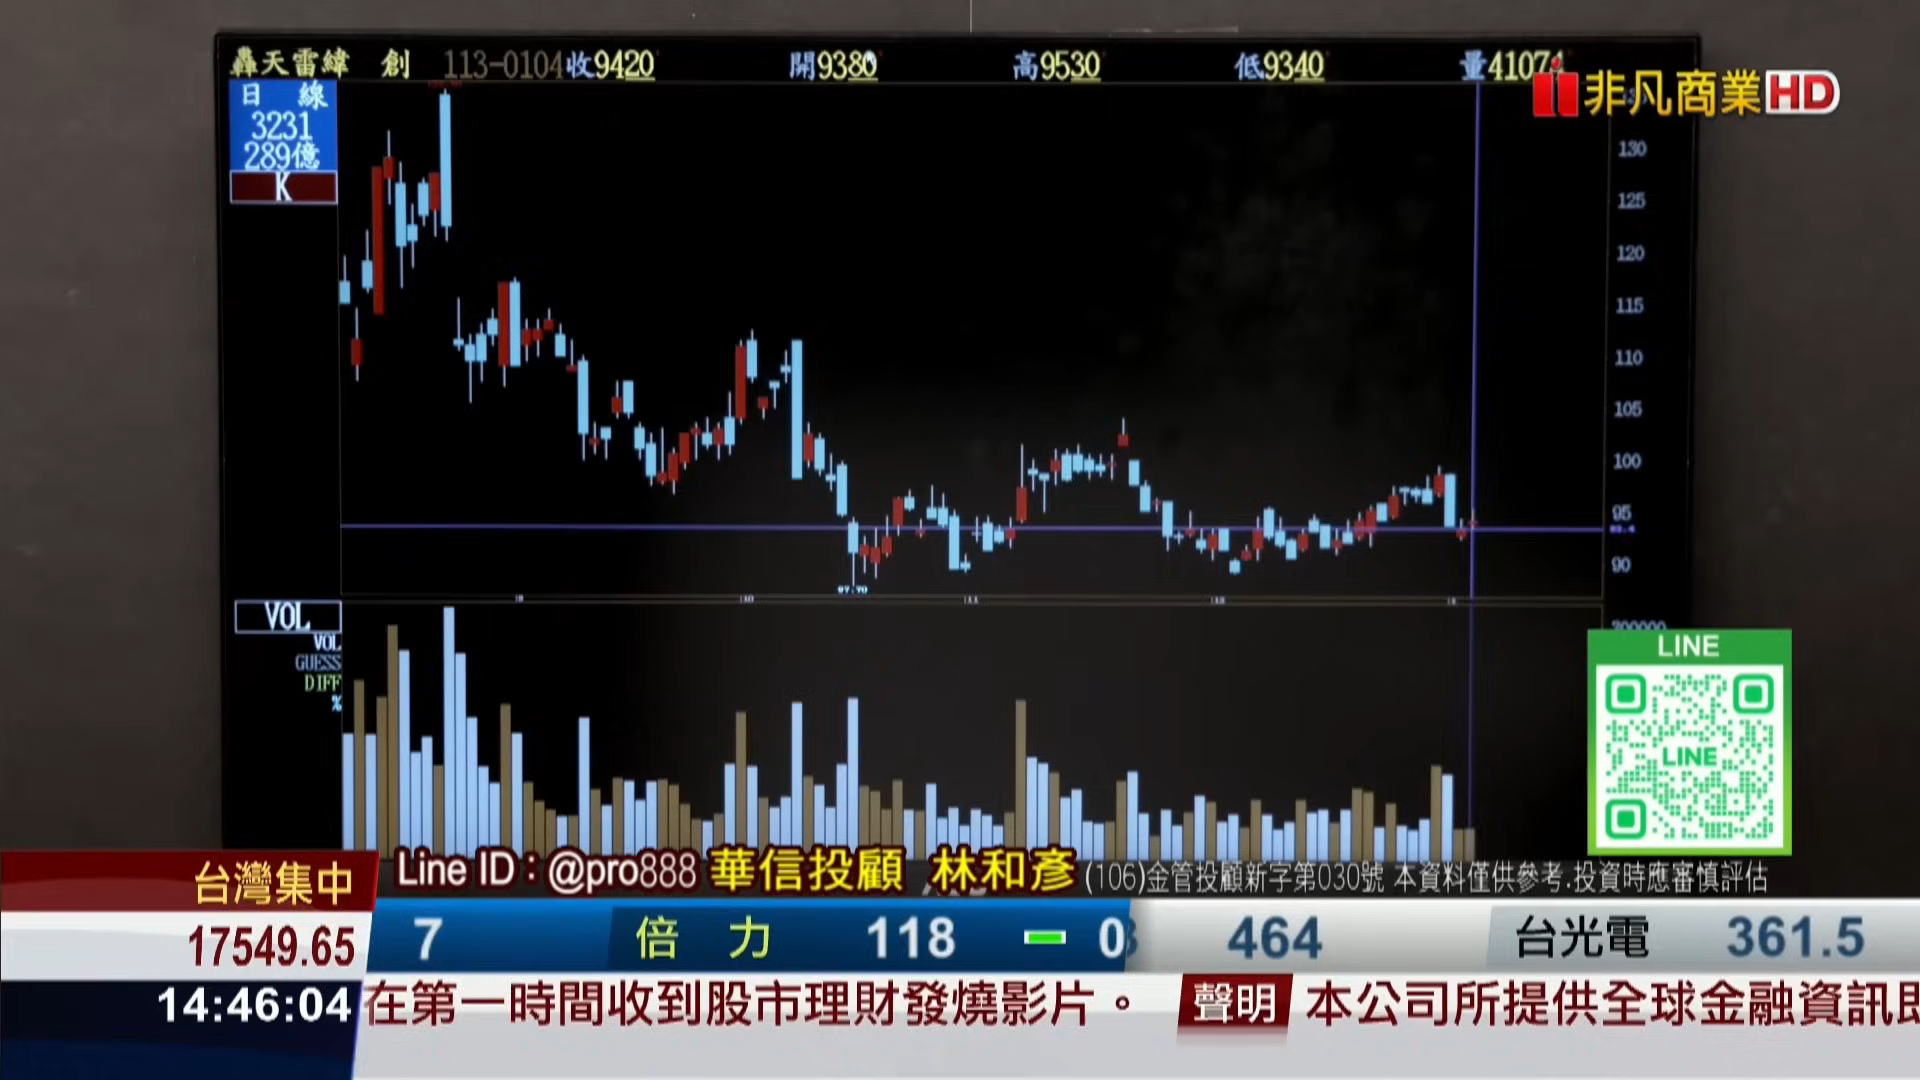 轟天雷緯 創 113-0104收9420 開9380 高9530 低9340 量41074
非凡商業HD
日 線
3231
289億
K
130
125
120
115
110
105
100
95
90
87.70
VOL
VOL
GUESS
DIFF
%
LINE
LINE
台灣集中
17549.65
14:46:04
Line ID：@pro888 華信投顧 林和彥 (106)金管投顧新字第030號 本資料僅供參考.投資時應審慎評估
7 倍 力 118 0 464 台光電 361.5
在第一時間收到股市理財發燒影片。 聲明 本公司所提供全球金融資訊